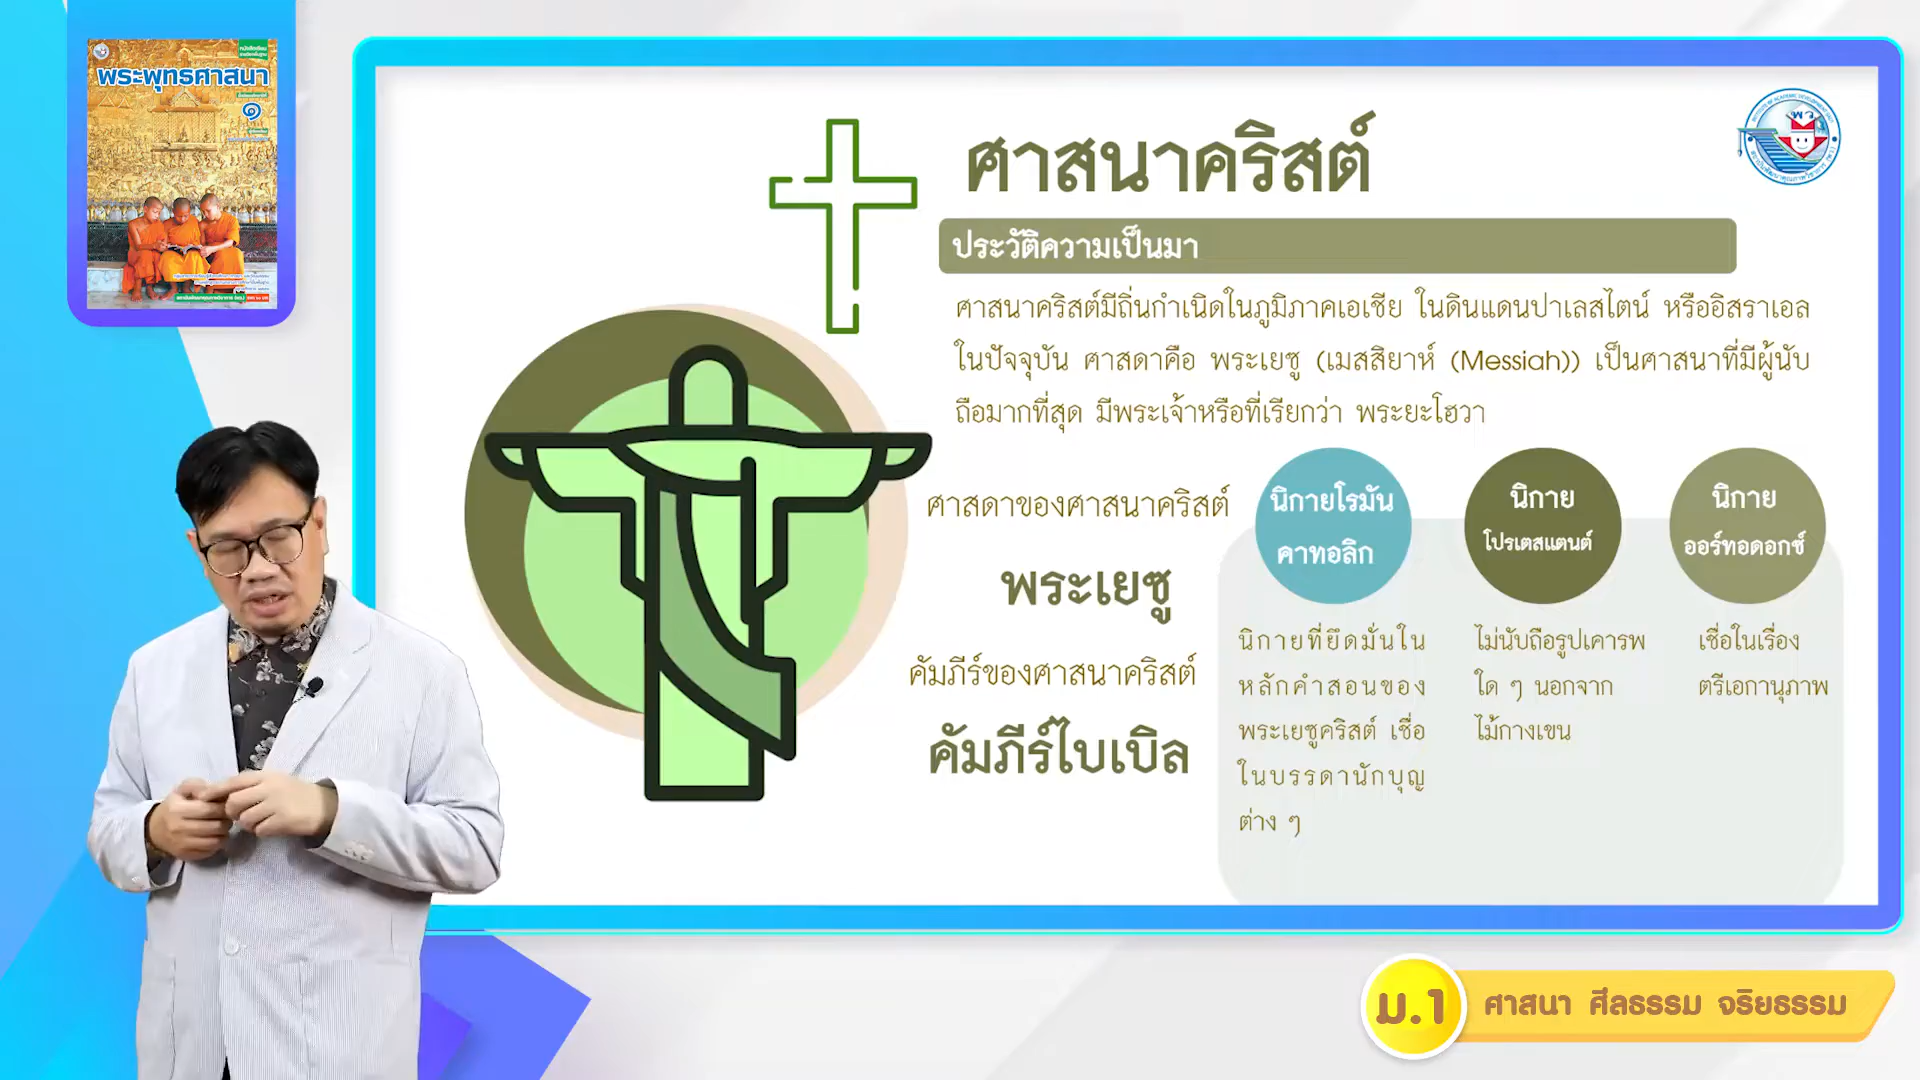 หนังสือเรียน
พระพุทธศาสนา
๑
ศาสนาคริสต์
ประวัติความเป็นมา
ศาสนาคริสต์มีถิ่นกำเนิดในภูมิภาคเอเชีย ในดินแดนปาเลสไตน์ หรืออิสราเอล
ในปัจจุบัน ศาสดาคือ พระเยซู (เมสสิยาห์ (Messiah)) เป็นศาสนาที่มีผู้นับ
ถือมากที่สุด มีพระเจ้าหรือที่เรียกว่า พระยะโฮวา
ศาสดาของศาสนาคริสต์
พระเยซู
คัมภีร์ของศาสนาคริสต์
คัมภีร์ไบเบิล
นิกายโรมัน
คาทอลิก
นิกายที่ยึดมั่นใน
หลักคำสอนของ
พระเยซูคริสต์ เชื่อ
ในบรรดานักบุญ
ต่าง ๆ
นิกาย
โปรเตสแตนต์
ไม่นับถือรูปเคารพ
ใด ๆ นอกจาก
ไม้กางเขน
นิกาย
ออร์ทอดอกซ์
เชื่อในเรื่อง
ตรีเอกานุภาพ
พว
ม.1
ศาสนา ศีลธรรม จริยธรรม